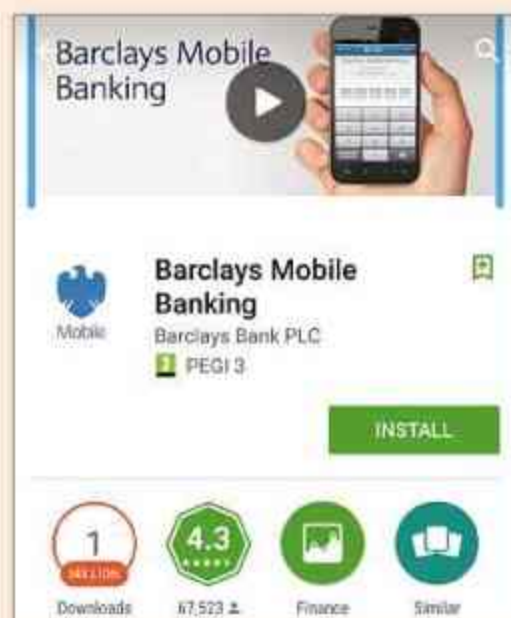 Barclays Mobile
Banking
Mobile
Barclays Mobile
Banking
Barclays Bank PLC
3 PEGI 3
INSTALL
1
MILLION
4.3
Downloads
67,523
Finance
Similar